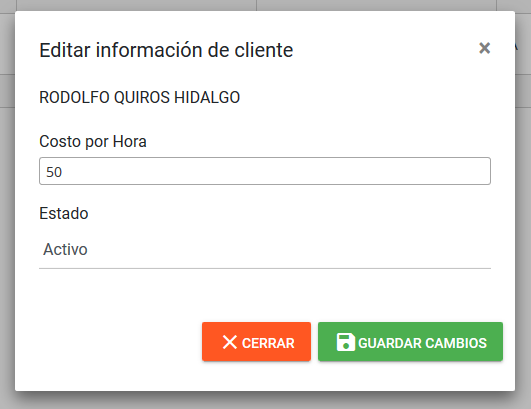 Editar información de cliente
×
RODOLFO QUIROS HIDALGO
Costo por Hora
50
Estado
Activo
CERRAR
GUARDAR CAMBIOS